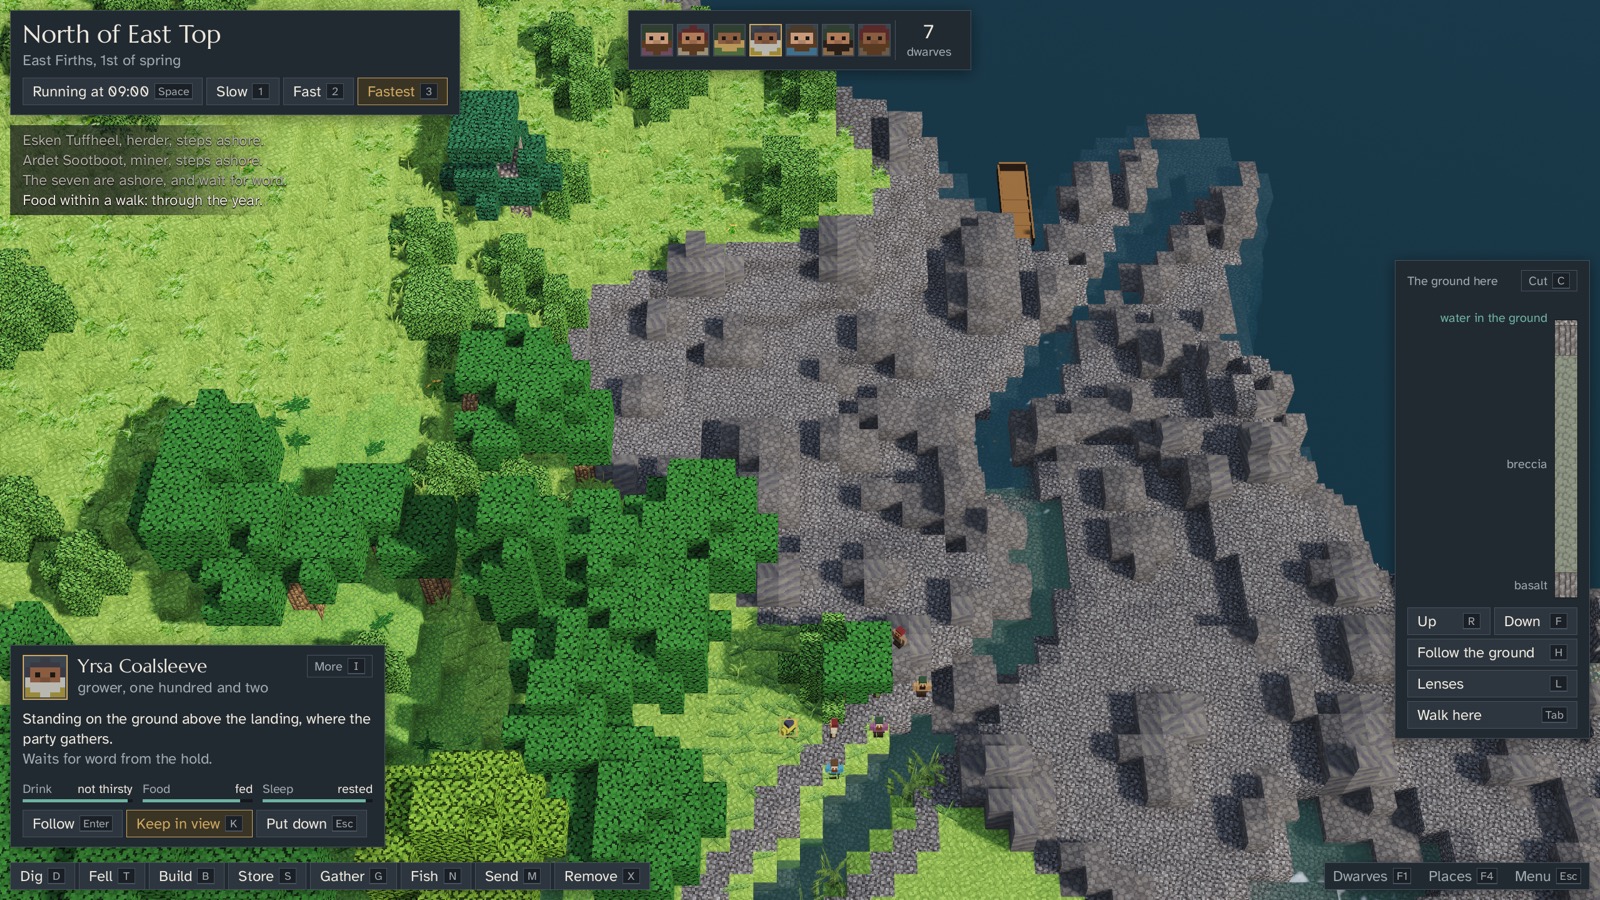 North of East Top
East Firths, 1st of spring
Running at 09:00 Space
Slow 1
Fast 2
Fastest 3
Esken Tuffheel, herder, steps ashore.
Ardet Sootboot, miner, steps ashore.
The seven are ashore, and wait for word.
Food within a walk: through the year.
7
dwarves
The ground here
Cut C
water in the ground
breccia
basalt
Up R
Down F
Follow the ground H
Lenses L
Walk here Tab
Yrsa Coalsleeve
More I
grower, one hundred and two
Standing on the ground above the landing, where the
party gathers.
Waits for word from the hold.
Drink not thirsty
Food fed
Sleep rested
Follow Enter
Keep in view K
Put down Esc
Dig D
Fell T
Build B
Store S
Gather G
Fish N
Send M
Remove X
Dwarves F1
Places F4
Menu Esc